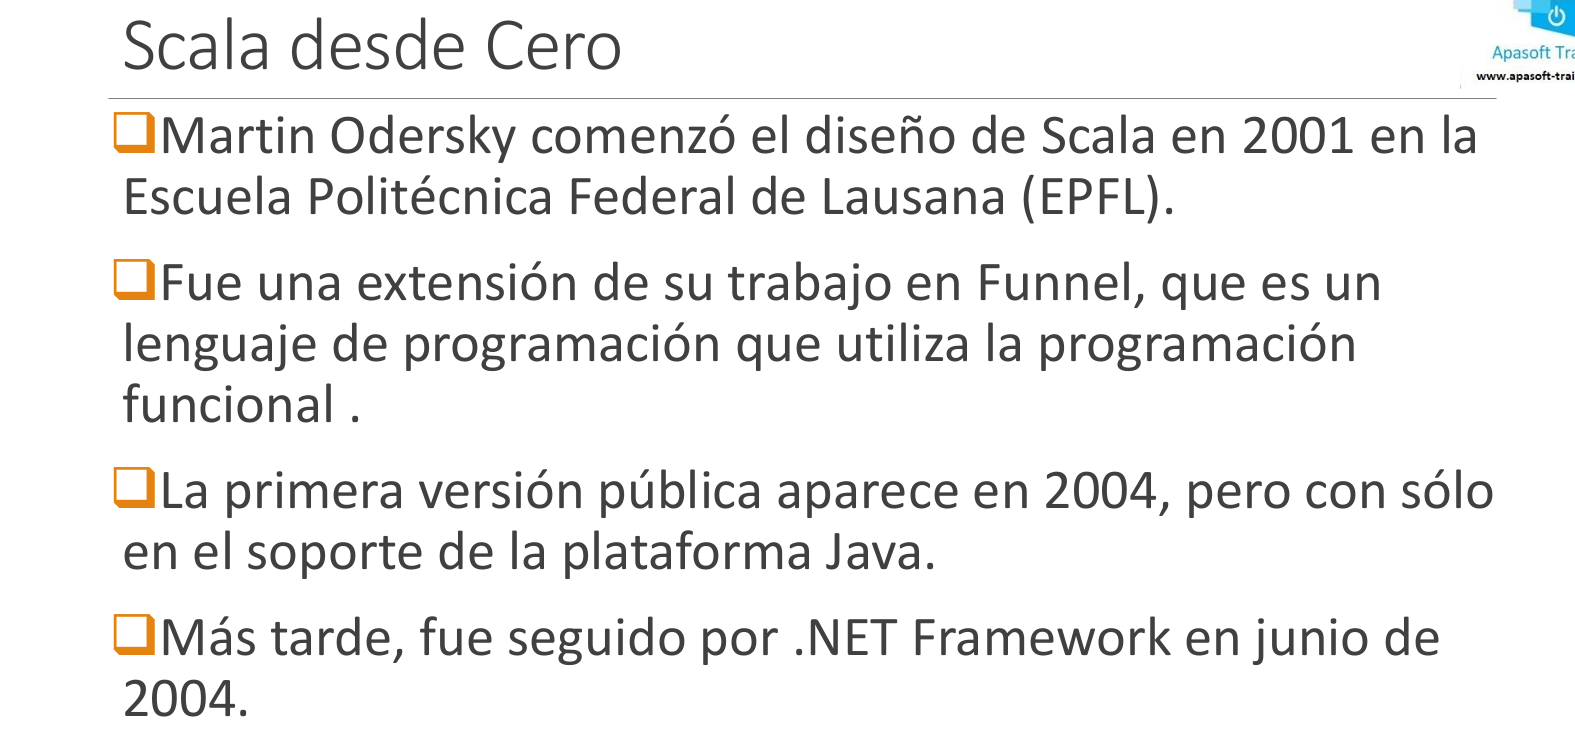 Scala desde Cero
Apasoft Tra
www.apasoft-trai
Martin Odersky comenzó el diseño de Scala en 2001 en la
Escuela Politécnica Federal de Lausana (EPFL).
Fue una extensión de su trabajo en Funnel, que es un
lenguaje de programación que utiliza la programación
funcional .
La primera versión pública aparece en 2004, pero con sólo
en el soporte de la plataforma Java.
Más tarde, fue seguido por .NET Framework en junio de
2004.